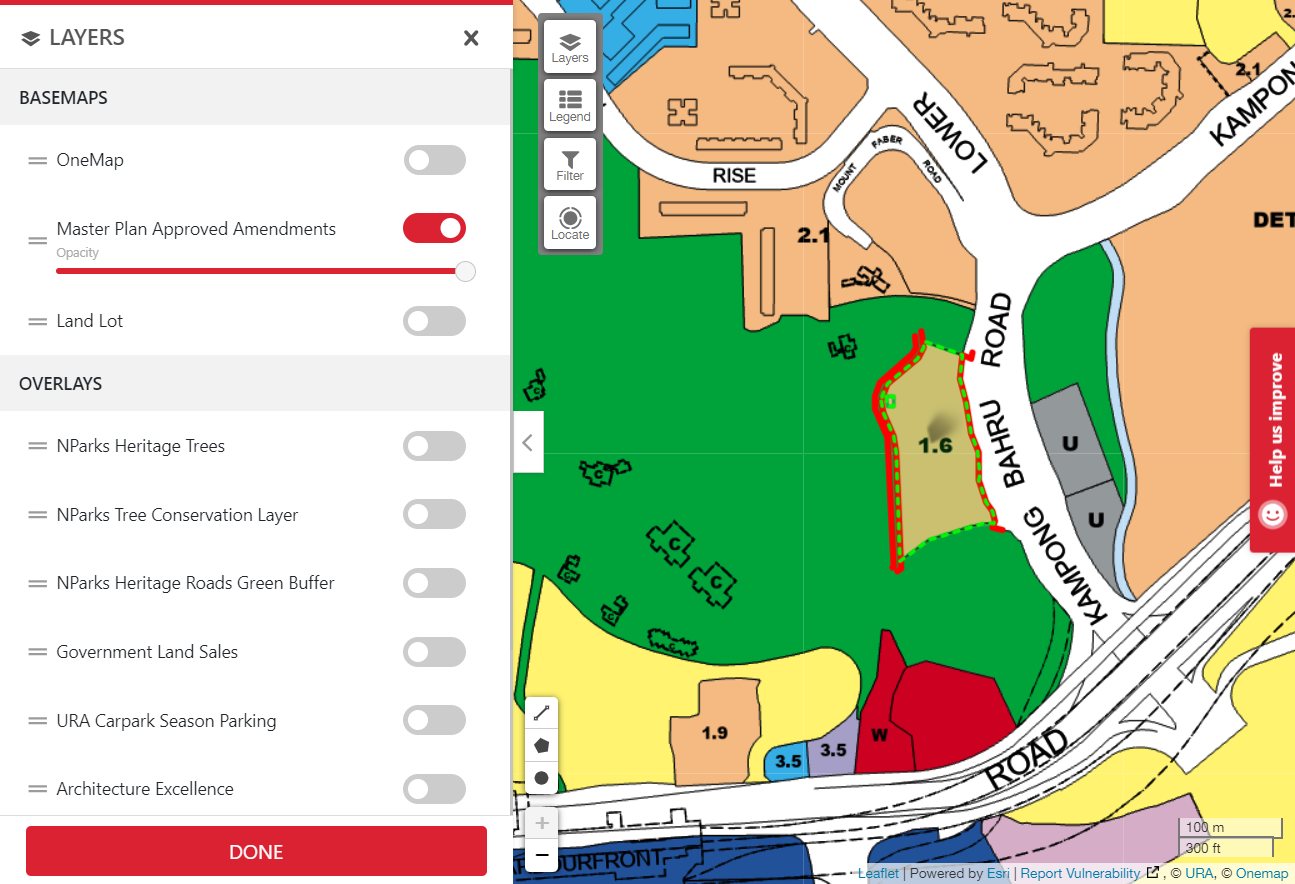 LAYERS
BASEMAPS
OneMap
Master Plan Approved Amendments
Opacity
Land Lot
OVERLAYS
NParks Heritage Trees
NParks Tree Conservation Layer
NParks Heritage Roads Green Buffer
Government Land Sales
URA Carpark Season Parking
Architecture Excellence
DONE
Layers
Legend
Filter
Locate
RISE
MOUNT
FABER
ROAD
LOWER
KAMPON
2.1
2.
2.1
DET
ROAD
BAHRU
KAMPONG
1.6
U
U
C
C
C
C
C
C
C
1.9
3.5
3.5
W
ROAD
OURFRONT
Help us improve
100 m
300 ft
Leaflet | Powered by Esri | Report Vulnerability , © URA, © Onemap